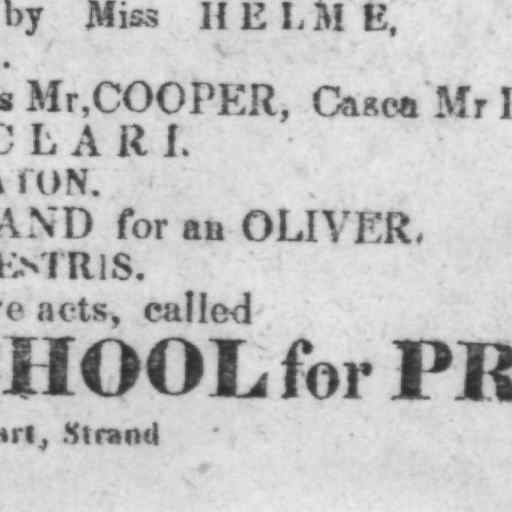 by Miss HELME,
.
s Mr, COOPER, Casca Mr
CLARI.
ATON.
AND for an OLIVER.
ESTRIS.
ve acts, called
HOOL for PR
art, Strand